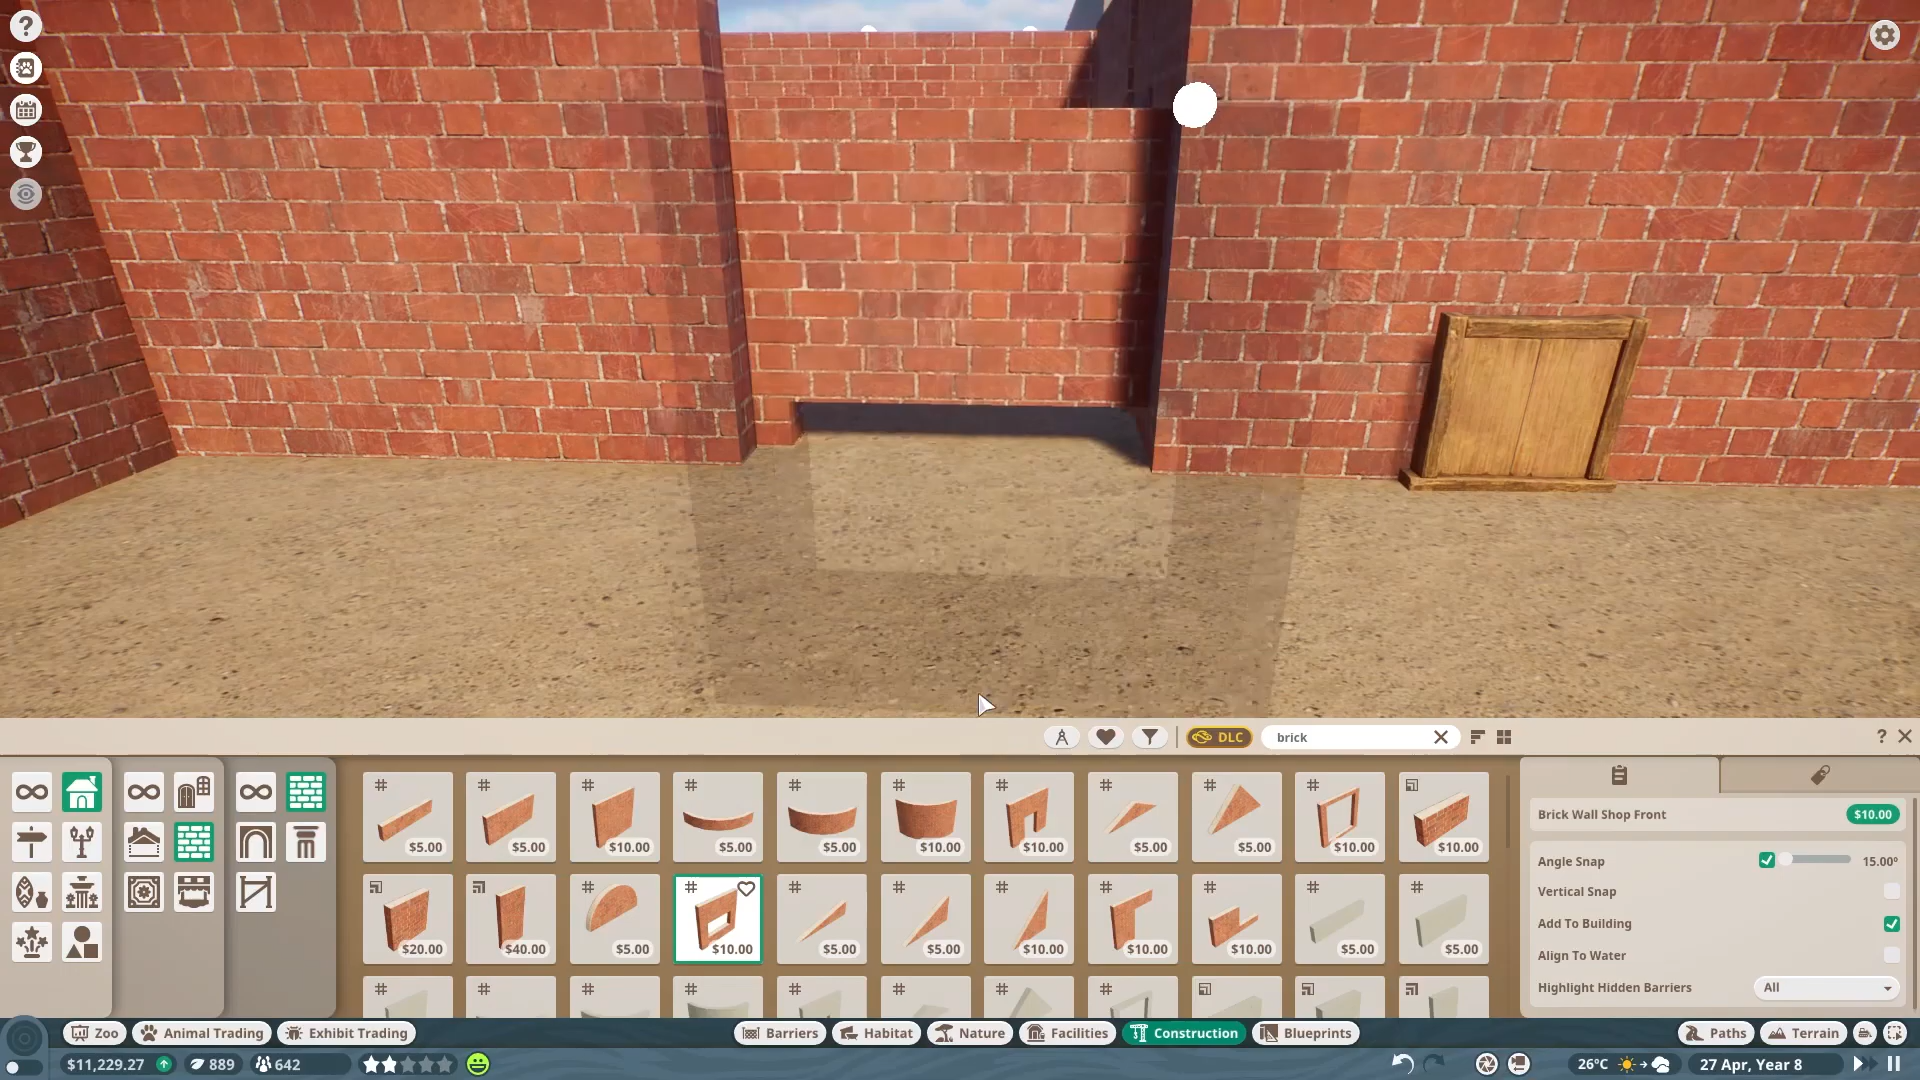 DLC
brick
?
$5.00 $5.00 $10.00 $5.00 $5.00 $10.00 $10.00 $5.00 $5.00 $10.00 $10.00
$20.00 $40.00 $5.00 $10.00 $5.00 $5.00 $10.00 $10.00 $10.00 $5.00 $5.00
Brick Wall Shop Front $10.00
Angle Snap 15.00°
Vertical Snap
Add To Building
Align To Water
Highlight Hidden Barriers All
Zoo Animal Trading Exhibit Trading Barriers Habitat Nature Facilities Construction Blueprints Paths Terrain
$11,229.27 889 642 26°C 27 Apr, Year 8